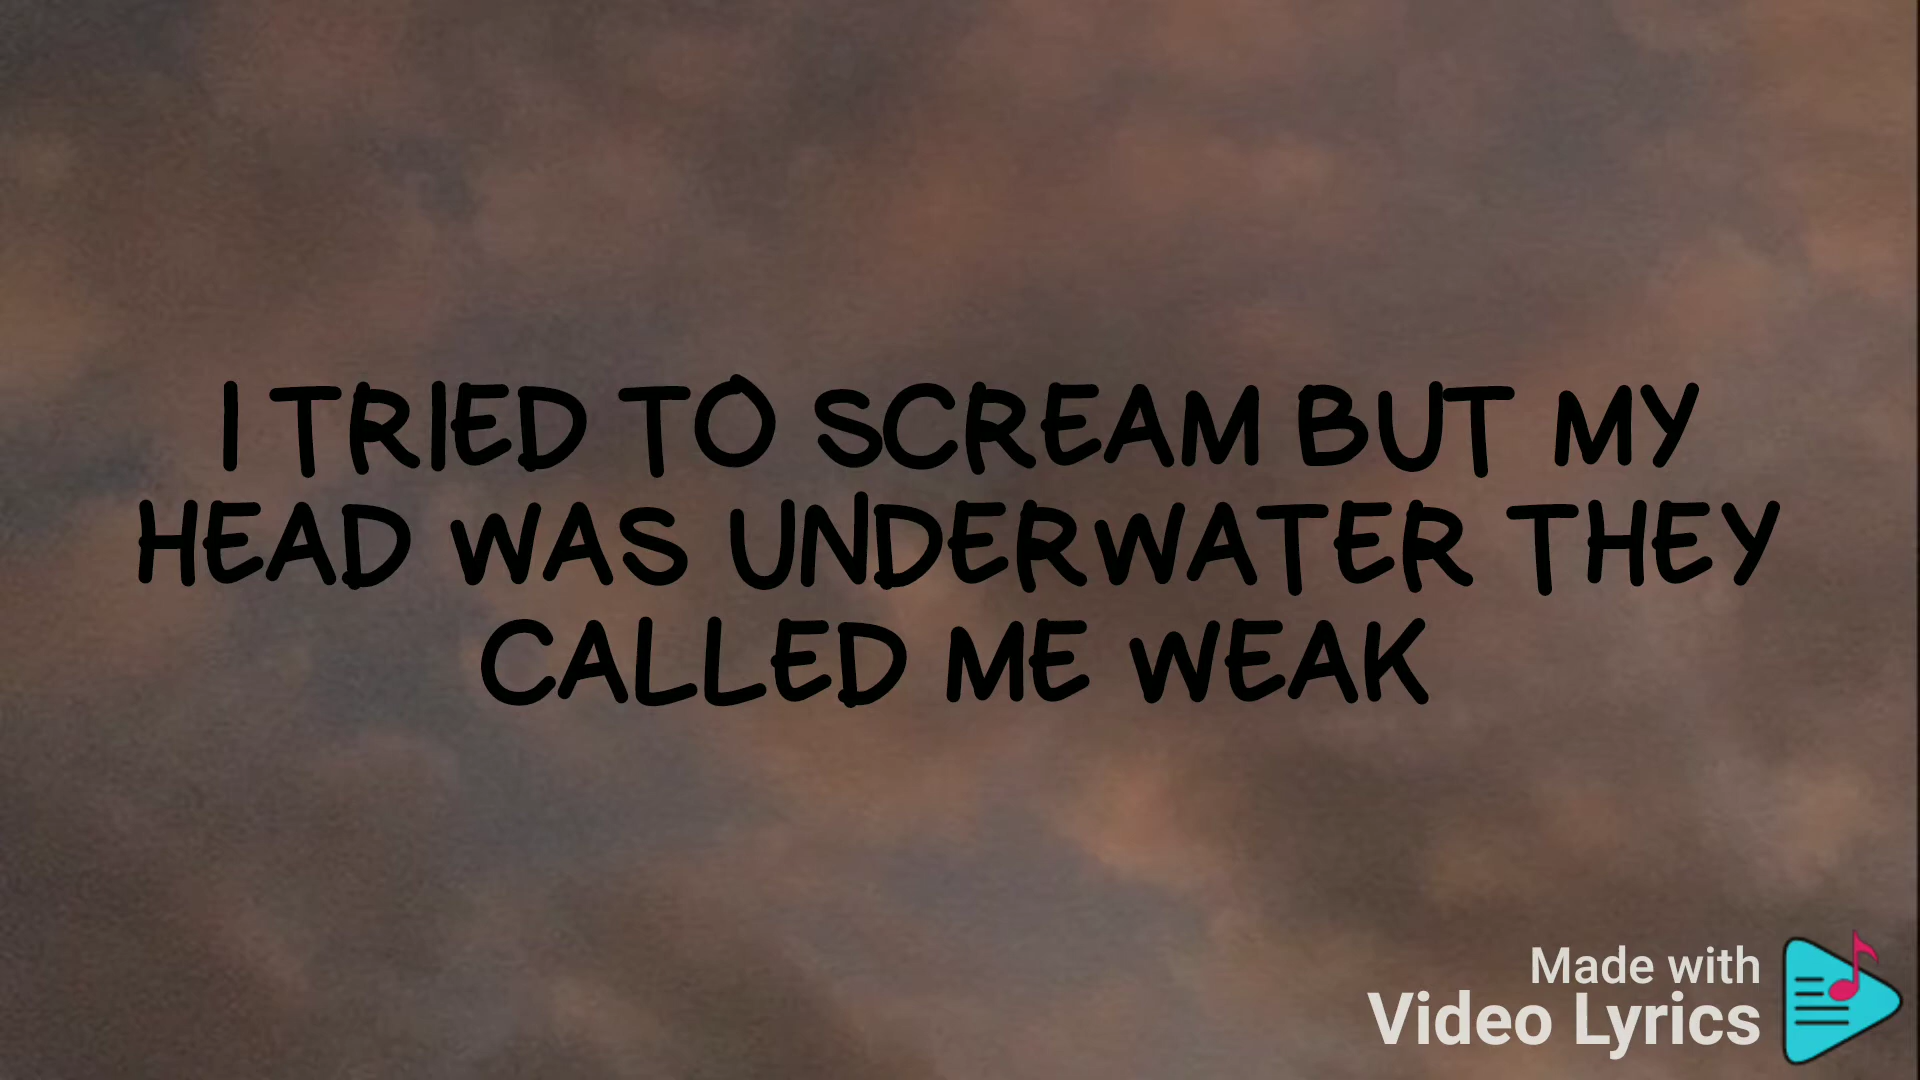 I TRIED TO SCREAM BUT MY
HEAD WAS UNDERWATER THEY
CALLED ME WEAK
Made with
Video Lyrics